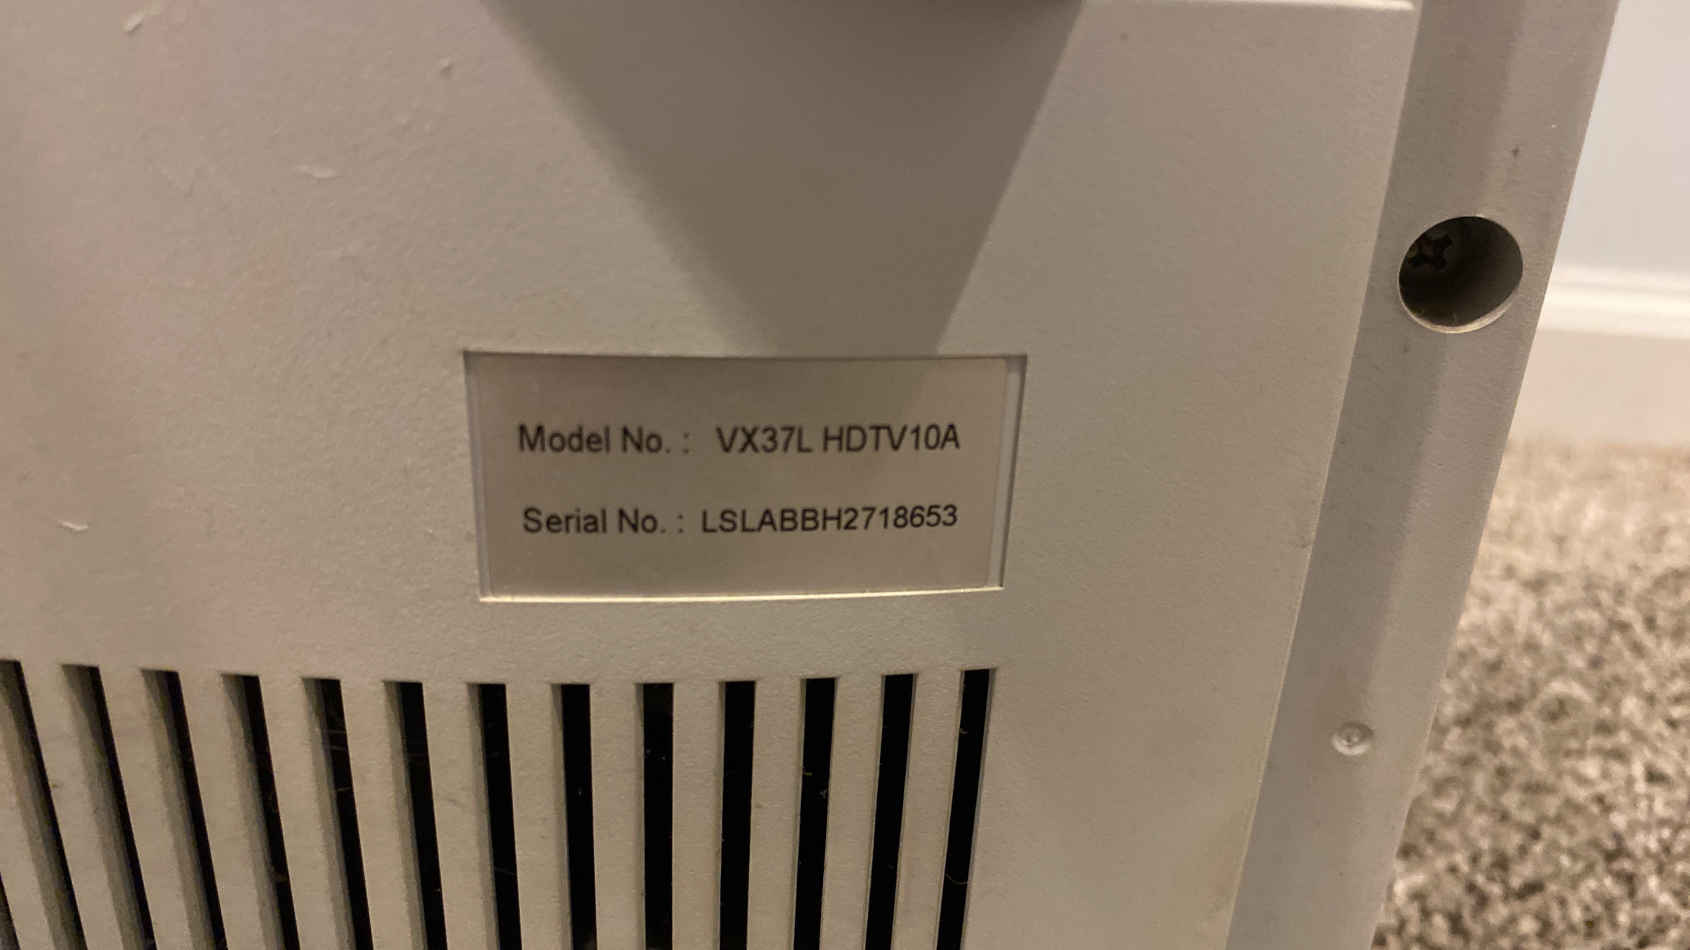 Model No. : VX37L HDTV10A
Serial No. : LSLABBH2718653